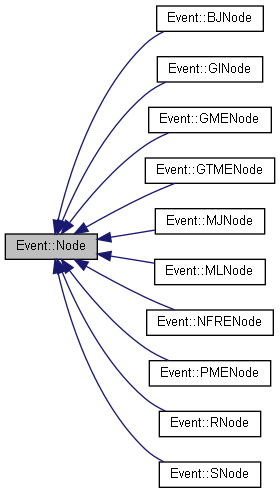 Event::BJNode
Event::GINode
Event::GMENode
Event::GTMENode
Event::MJNode
Event::Node
Event::MLNode
Event::NFRENode
Event::PMENode
Event::RNode
Event::SNode